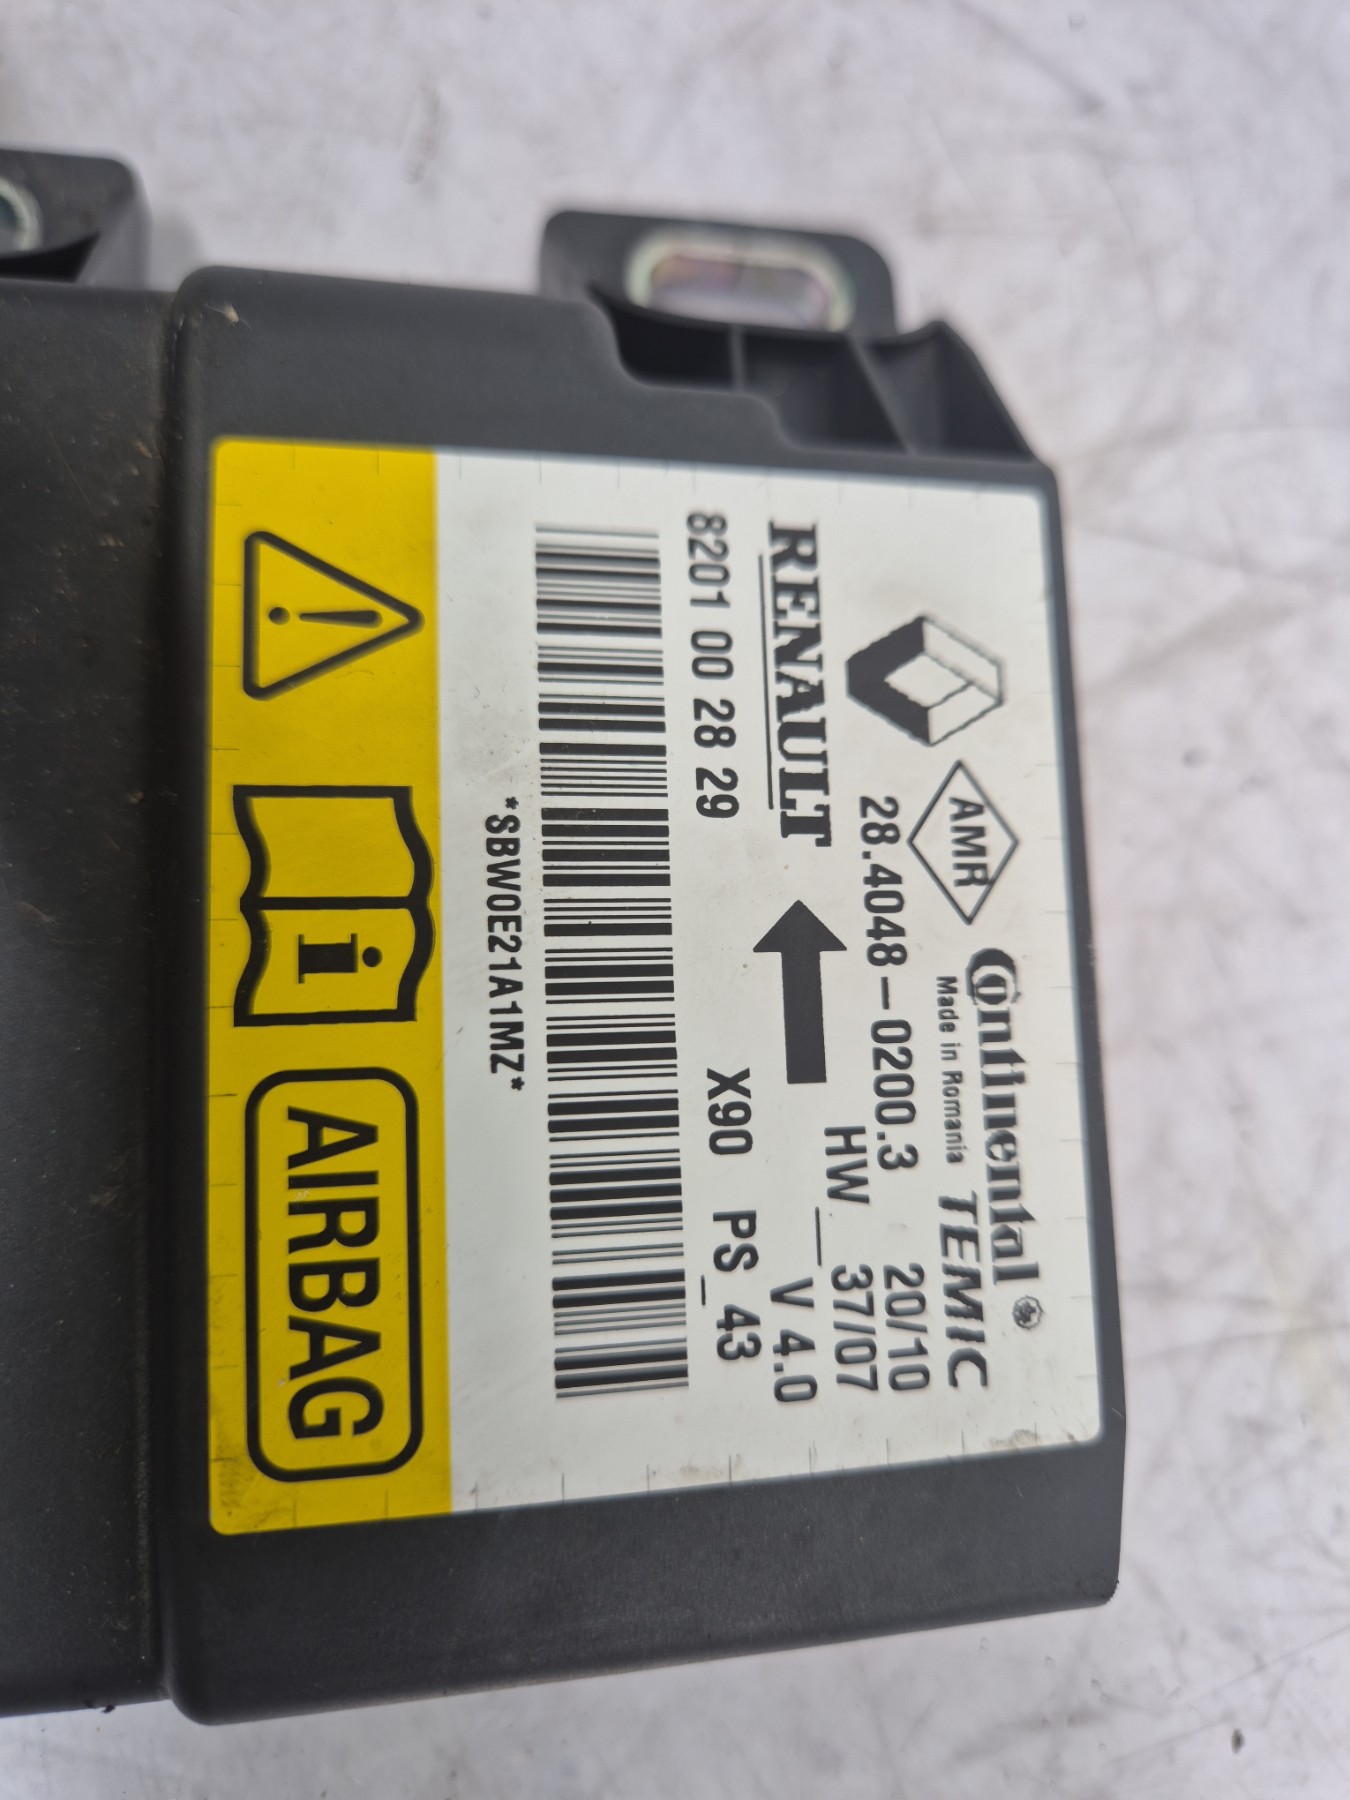 AMR
Continental
Made in Romania TEMIC
28.4048-0200.3 20/10
HW_37/07
RENAULT
_V 4.0
8201 00 28 29 X90 PS_43
*SBW0E21A1MZ*
i
AIRBAG